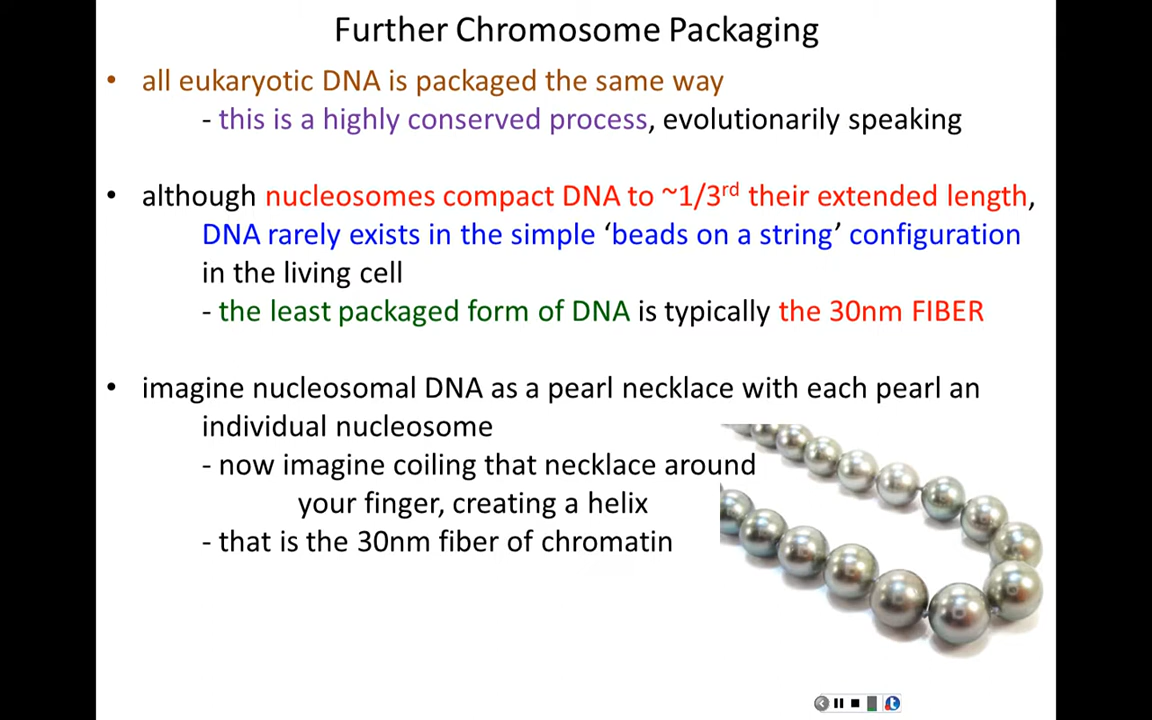 Further Chromosome Packaging
• all eukaryotic DNA is packaged the same way
- this is a highly conserved process, evolutionarily speaking
• although nucleosomes compact DNA to ~1/3rd their extended length,
DNA rarely exists in the simple ‘beads on a string’ configuration
in the living cell
- the least packaged form of DNA is typically the 30nm FIBER
• imagine nucleosomal DNA as a pearl necklace with each pearl an
individual nucleosome
- now imagine coiling that necklace around
your finger, creating a helix
- that is the 30nm fiber of chromatin